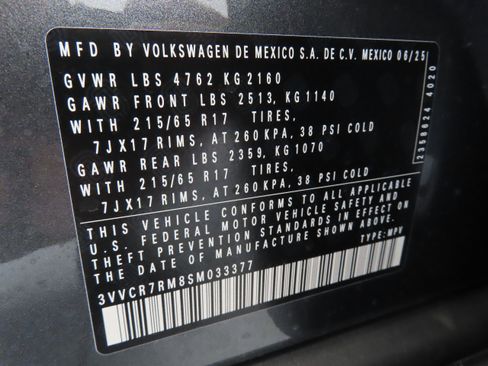 MFD BY VOLKSWAGEN DE MEXICO S.A. DE C.V. MEXICO 06/25
GVWR LBS 4762 KG 2160
GAWR FRONT LBS 2513, KG 1140
WITH 215/65 R17 TIRES,
7JX17 RIMS, AT 260KPA, 38 PSI COLD
GAWR REAR LBS 2359, KG 1070
WITH 215/65 R17 TIRES,
7JX17 RIMS, AT 260KPA, 38 PSI COLD
THIS VEHICLE CONFORMS TO ALL APPLICABLE
U.S. FEDERAL MOTOR VEHICLE SAFETY AND
THEFT PREVENTION STANDARDS IN EFFECT ON
THE DATE OF MANUFACTURE SHOWN ABOVE.
3VVCR7RM8SM033377 TYPE: MPV
2358624 4020